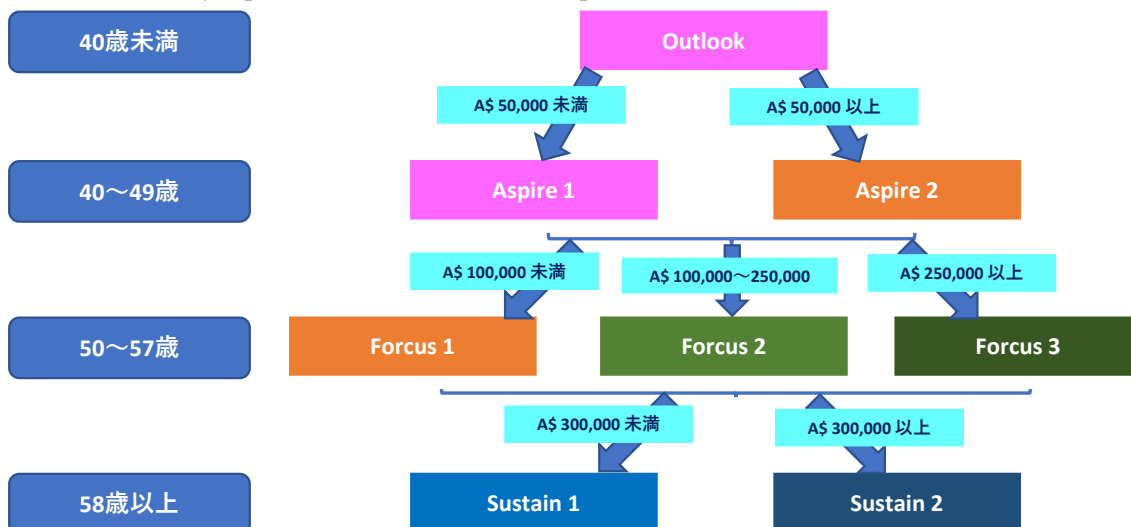 40歳未満
Outlook
A$ 50,000 未満
A$ 50,000 以上
40〜49歳
Aspire 1
Aspire 2
A$ 100,000 未満
A$ 100,000〜250,000
A$ 250,000 以上
50〜57歳
Forcus 1
Forcus 2
Forcus 3
A$ 300,000 未満
A$ 300,000 以上
58歳以上
Sustain 1
Sustain 2